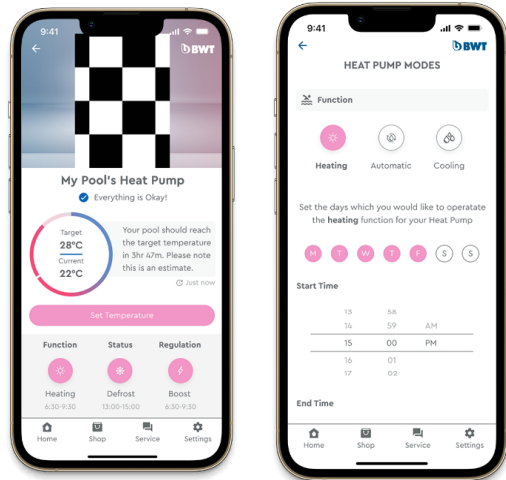 9:41
BWT
My Pool's Heat Pump
Everything is Okay!
Target
28°C
Current
22°C
Your pool should reach
the target temperature
in 3hr 47m. Please note
this is an estimate.
Just now
Set Temperature
Function Status Regulation
Heating Defrost Boost
6:30-9:30 13:00-15:00 6:30-9:30
Home Shop Service Settings
9:41
BWT
HEAT PUMP MODES
Function
Heating Automatic Cooling
Set the days which you would like to operatate
the heating function for your Heat Pump
M T W T F S S
Start Time
13 58
14 59 AM
15 00 PM
16 01
17 02
End Time
Home Shop Service Settings